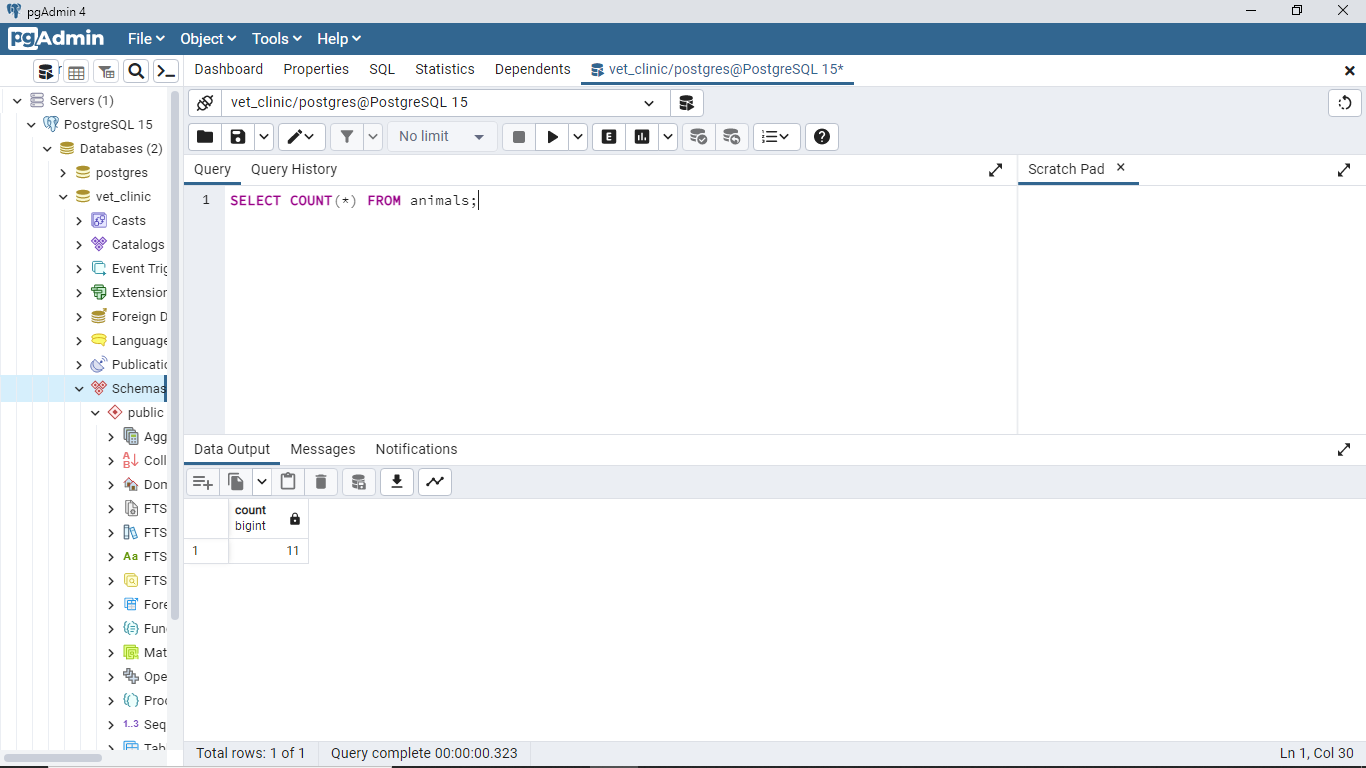 pgAdmin 4
pgAdmin File Object Tools Help
Dashboard Properties SQL Statistics Dependents vet_clinic/postgres@PostgreSQL 15*
Servers (1)
PostgreSQL 15
Databases (2)
postgres
vet_clinic
Casts
Catalogs
Event Trig
Extension
Foreign D
Language
Publicatio
Schemas
public
Agg
Coll
Dom
FTS
FTS
Aa FTS
FTS
Fore
Fun
Mat
Ope
Proc
1..3 Seq
Tab
vet_clinic/postgres@PostgreSQL 15
No limit E
Query Query History
Scratch Pad
1 SELECT COUNT(*) FROM animals;
Data Output Messages Notifications
count
bigint
1 11
Total rows: 1 of 1 Query complete 00:00:00.323 Ln 1, Col 30